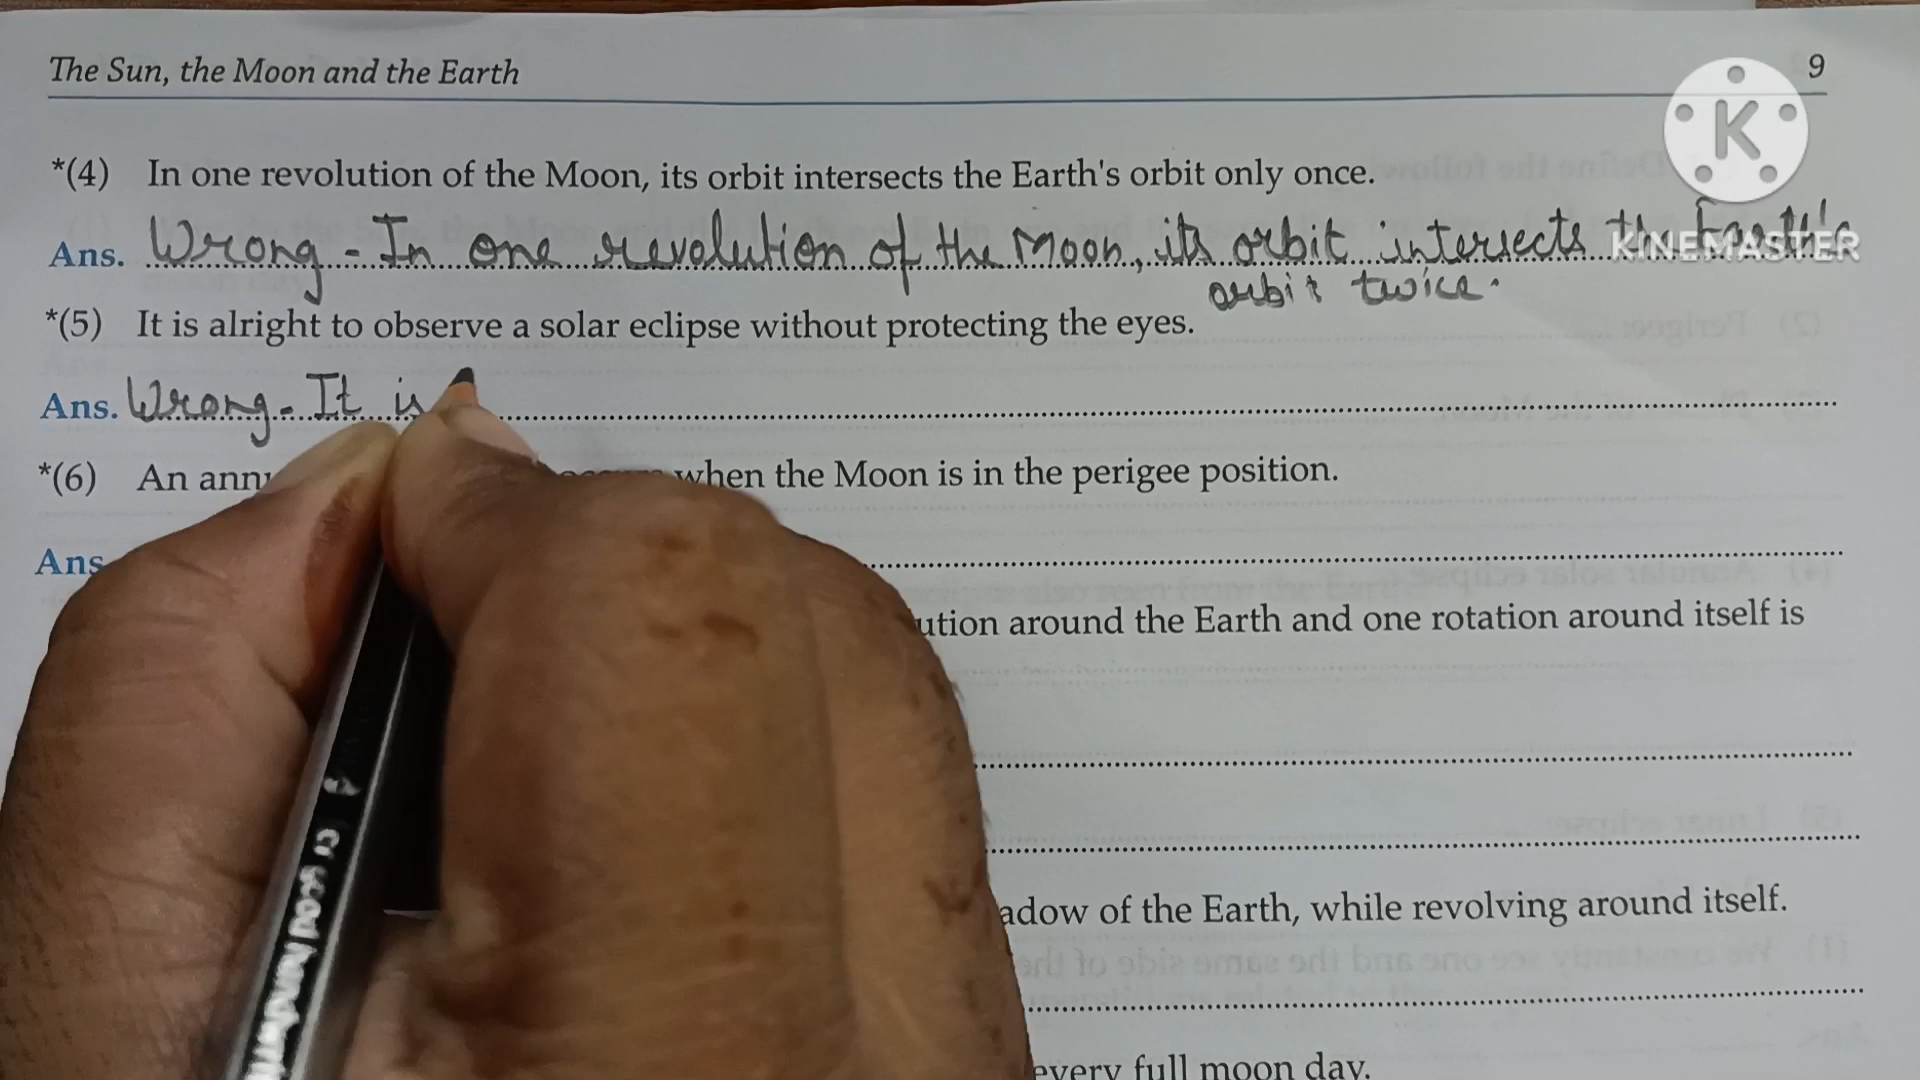 The Sun, the Moon and the Earth 9
K
KINEMASTER
*(4) In one revolution of the Moon, its orbit intersects the Earth's orbit only once.
Ans. Wrong - In one revolution of the Moon, its orbit intersects the Earth's
orbit twice.
*(5) It is alright to observe a solar eclipse without protecting the eyes.
Ans. Wrong - It is
*(6) An when the Moon is in the perigee position.
Ans
around the Earth and one rotation around itself is
of the Earth, while revolving around itself.
every full moon day.